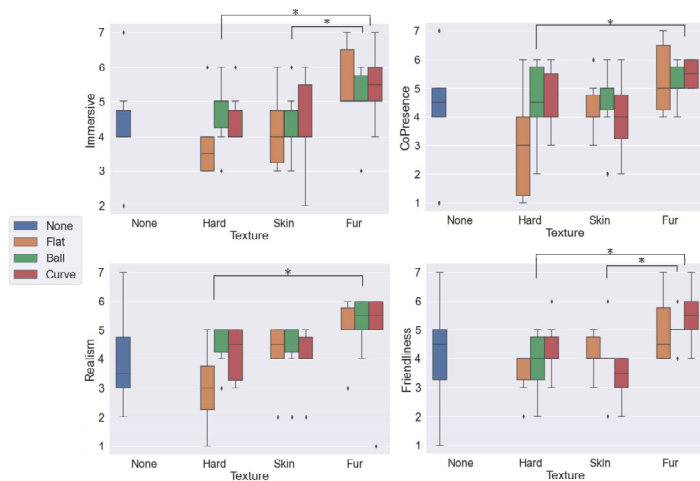 *
*
7
6
5
4
3
2
Immersive
None Hard Skin Fur
Texture
*
7
6
5
4
3
2
1
CoPresence
None Hard Skin Fur
Texture
None
Flat
Ball
Curve
*
7
6
5
4
3
2
1
Realism
None Hard Skin Fur
Texture
*
*
7
6
5
4
3
2
1
Friendliness
None Hard Skin Fur
Texture